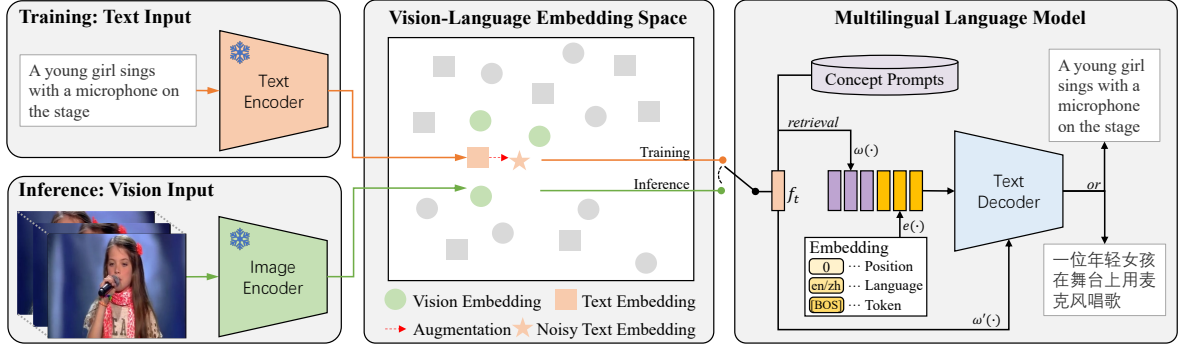 Training: Text Input
A young girl sings
with a microphone on
the stage
Text
Encoder
Inference: Vision Input
Image
Encoder
Vision-Language Embedding Space
Training
Inference
Vision Embedding
Text Embedding
Augmentation
Noisy Text Embedding
Multilingual Language Model
Concept Prompts
retrieval
ω(·)
f_t
e(·)
Embedding
0 ··· Position
en/zh ··· Language
[BOS] ··· Token
ω′(·)
Text
Decoder
or
A young girl
sings with a
microphone
on the stage
一位年轻女孩
在舞台上用麦
克风唱歌